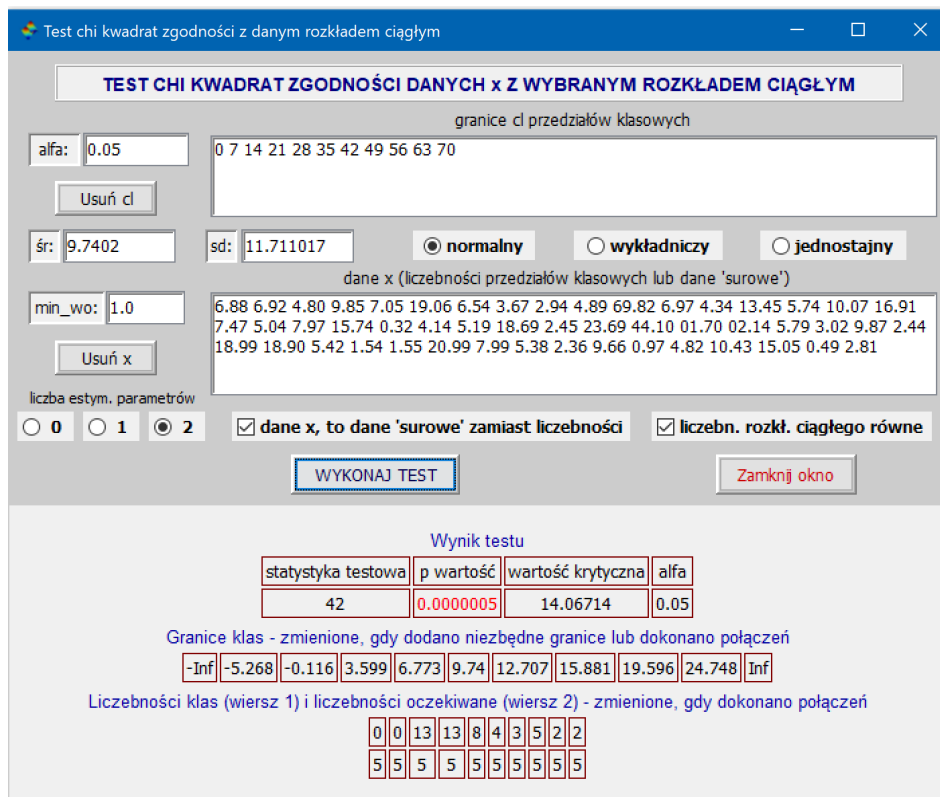 Test chi kwadrat zgodności z danym rozkładem ciągłym
TEST CHI KWADRAT ZGODNOŚCI DANYCH x Z WYBRANYM ROZKŁADEM CIĄGŁYM
granice cl przedziałów klasowych
alfa: 0.05
0 7 14 21 28 35 42 49 56 63 70
Usuń cl
śr: 9.7402 sd: 11.711017 normalny wykładniczy jednostajny
dane x (liczebności przedziałów klasowych lub dane 'surowe')
min_wo: 1.0
6.88 6.92 4.80 9.85 7.05 19.06 6.54 3.67 2.94 4.89 69.82 6.97 4.34 13.45 5.74 10.07 16.91
7.47 5.04 7.97 15.74 0.32 4.14 5.19 18.69 2.45 23.69 44.10 01.70 02.14 5.79 3.02 9.87 2.44
18.99 18.90 5.42 1.54 1.55 20.99 7.99 5.38 2.36 9.66 0.97 4.82 10.43 15.05 0.49 2.81
Usuń x
liczba estym. parametrów
0 1 2 dane x, to dane 'surowe' zamiast liczebności liczebn. rozkł. ciągłego równe
WYKONAJ TEST Zamknij okno
Wynik testu
statystyka testowa p wartość wartość krytyczna alfa
42 0.0000005 14.06714 0.05
Granice klas - zmienione, gdy dodano niezbędne granice lub dokonano połączeń
-Inf -5.268 -0.116 3.599 6.773 9.74 12.707 15.881 19.596 24.748 Inf
Liczebności klas (wiersz 1) i liczebności oczekiwane (wiersz 2) - zmienione, gdy dokonano połączeń
0 0 13 13 8 4 3 5 2 2
5 5 5 5 5 5 5 5 5 5